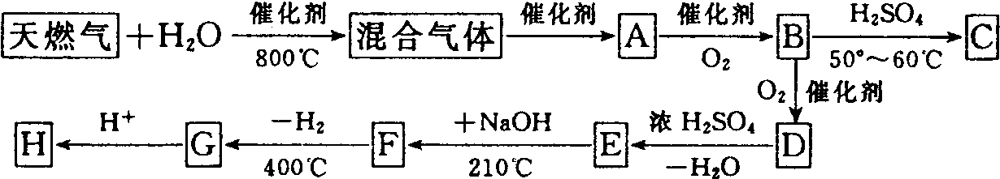 天燃气 +H₂O 催化剂 800℃ 混合气体 催化剂 A 催化剂 O₂ B H₂SO₄ 50°~60℃ C
O₂ 催化剂
H H⁺ G −H₂ 400℃ F +NaOH 210℃ E 浓 H₂SO₄ −H₂O D